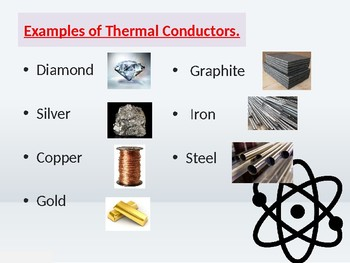 Examples of Thermal Conductors.
• Diamond
• Silver
• Copper
• Gold
• Graphite
• Iron
• Steel